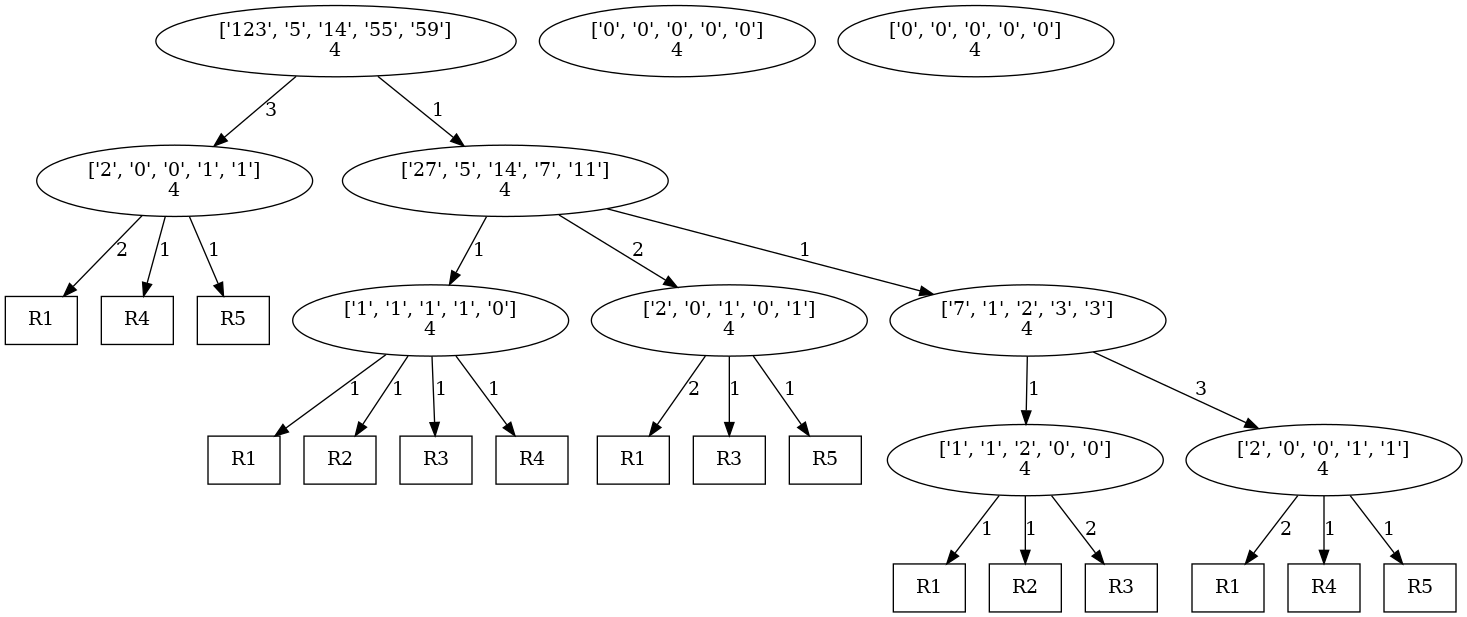 ['123', '5', '14', '55', '59']
4
['0', '0', '0', '0', '0']
4
['0', '0', '0', '0', '0']
4
3
1
['2', '0', '0', '1', '1']
4
['27', '5', '14', '7', '11']
4
2
1
1
1
2
1
R1
R4
R5
['1', '1', '1', '1', '0']
4
['2', '0', '1', '0', '1']
4
['7', '1', '2', '3', '3']
4
1
1
1
1
2
1
1
1
3
R1
R2
R3
R4
R1
R3
R5
['1', '1', '2', '0', '0']
4
['2', '0', '0', '1', '1']
4
1
1
2
2
1
1
R1
R2
R3
R1
R4
R5